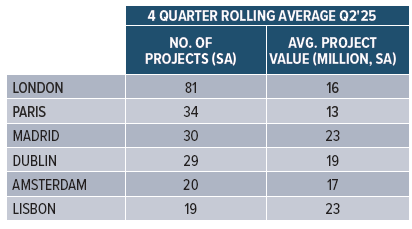 4 QUARTER ROLLING AVERAGE Q2'25
NO. OF PROJECTS (SA)
AVG. PROJECT VALUE (MILLION, SA)
LONDON 81 16
PARIS 34 13
MADRID 30 23
DUBLIN 29 19
AMSTERDAM 20 17
LISBON 19 23